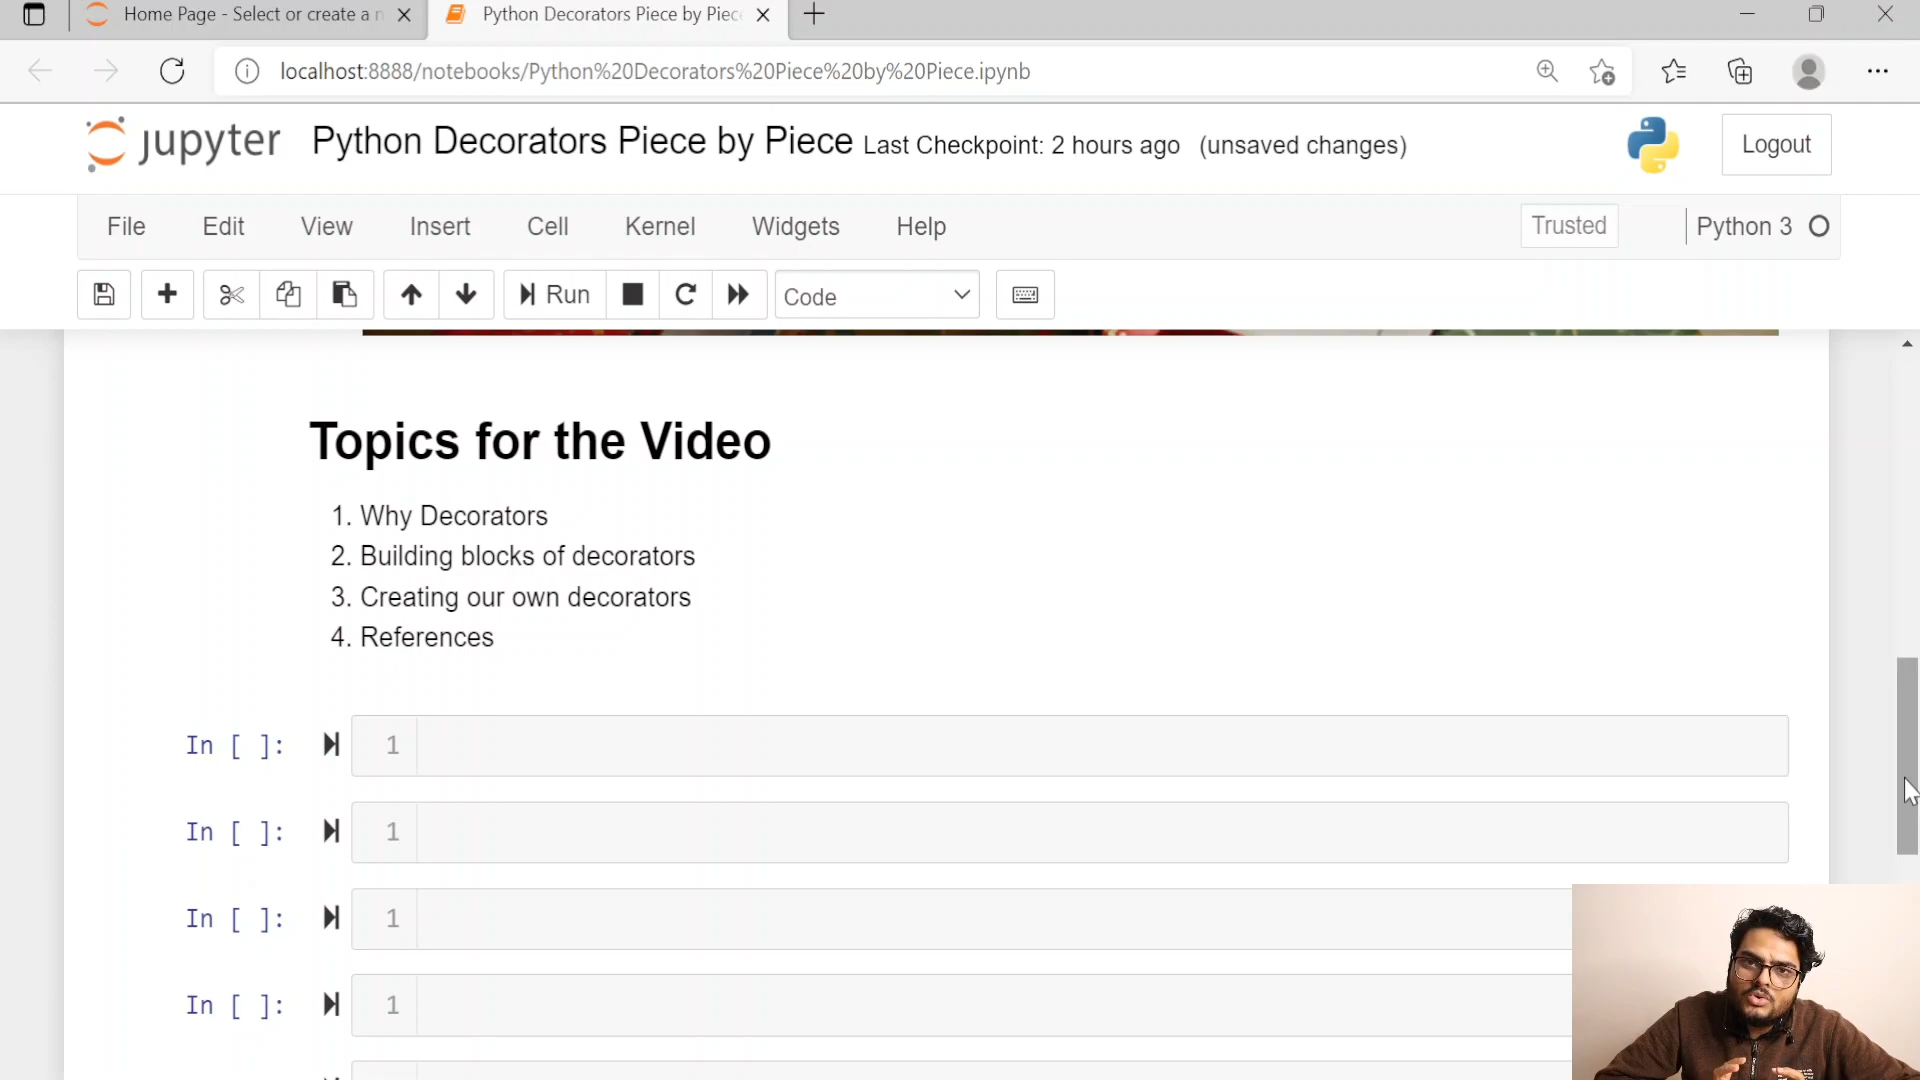 Home Page - Select or create a n
Python Decorators Piece by Piec
localhost:8888/notebooks/Python%20Decorators%20Piece%20by%20Piece.ipynb
jupyter Python Decorators Piece by Piece Last Checkpoint: 2 hours ago (unsaved changes) Logout
File Edit View Insert Cell Kernel Widgets Help Trusted Python 3
Run Code
Topics for the Video
1. Why Decorators
2. Building blocks of decorators
3. Creating our own decorators
4. References
In [ ]: 1
In [ ]: 1
In [ ]: 1
In [ ]: 1